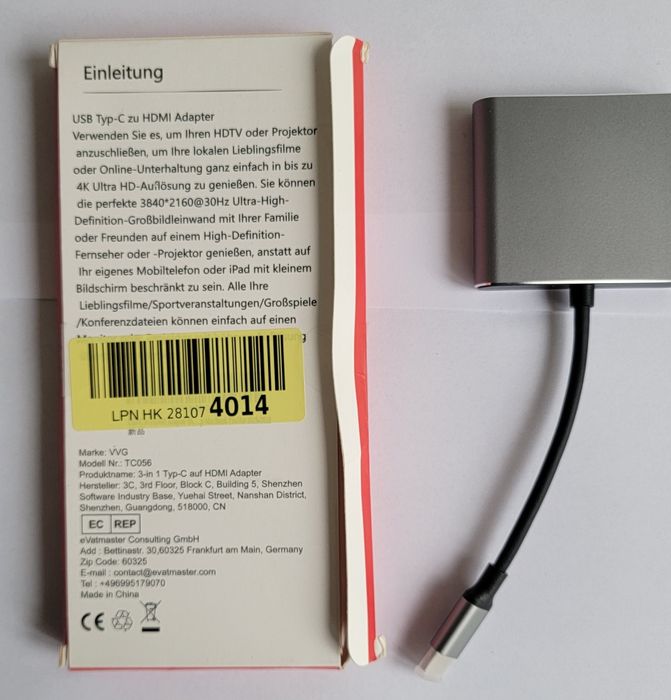 Einleitung
USB Typ-C zu HDMI Adapter
Verwenden Sie es, um Ihren HDTV oder Projektor
anzuschließen, um Ihre lokalen Lieblingsfilme
oder Online-Unterhaltung ganz einfach in bis zu
4K Ultra HD-Auflösung zu genießen. Sie können
die perfekte 3840*2160@30Hz Ultra-High-
Definition-Großbildleinwand mit Ihrer Familie
oder Freunden auf einem High-Definition-
Fernseher oder -Projektor genießen, anstatt auf
Ihr eigenes Mobiltelefon oder iPad mit kleinem
Bildschirm beschränkt zu sein. Alle Ihre
Lieblingsfilme/Sportveranstaltungen/Großspiele
/Konferenzdateien können einfach auf einen
LPN HK 281074014
新品
Marke: VVG
Modell Nr.: TC056
Produktname: 3-in 1 Typ-C auf HDMI Adapter
Hersteller: 3C, 3rd Floor, Block C, Building 5, Shenzhen
Software Industry Base, Yuehai Street, Nanshan District,
Shenzhen, Guangdong, 518000, CN
EC REP
eVatmaster Consulting GmbH
Add : Bettinastr. 30,60325 Frankfurt am Main, Germany
Zip Code: 60325
E-mail : contact@evatmaster.com
Tel : +496995179070
Made in China
CE